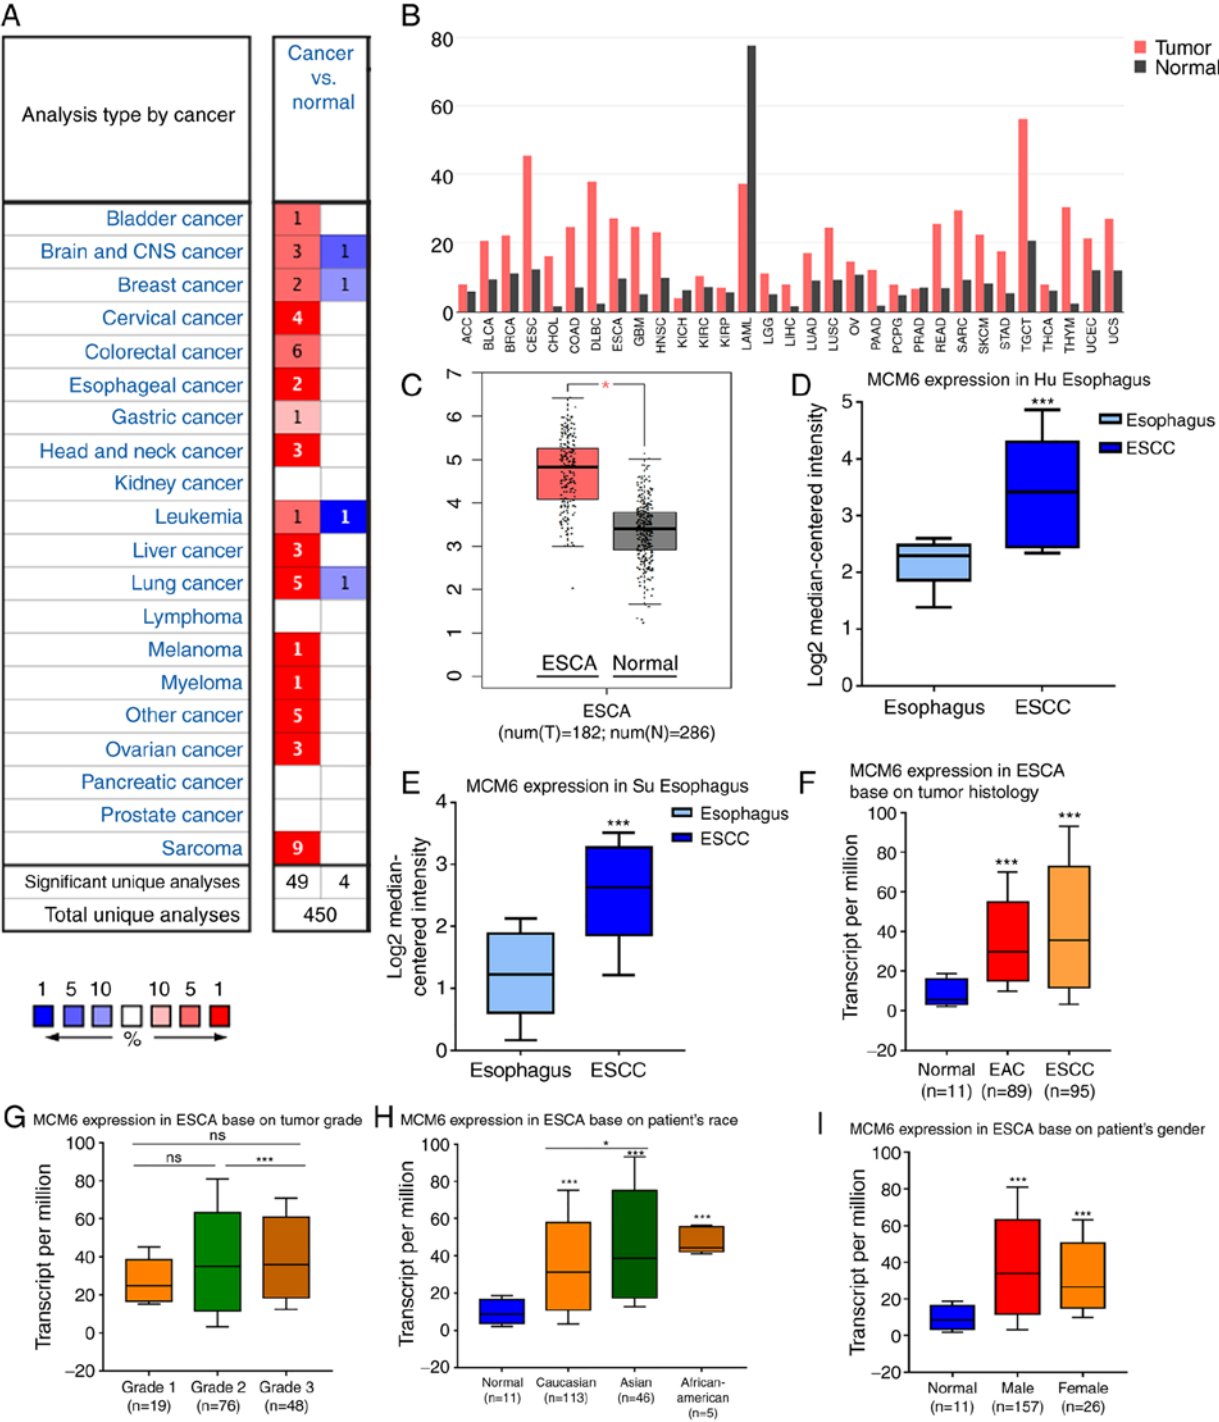 A
Analysis type by cancer
Cancer
vs.
normal
Bladder cancer 1
Brain and CNS cancer 3 1
Breast cancer 2 1
Cervical cancer 4
Colorectal cancer 6
Esophageal cancer 2
Gastric cancer 1
Head and neck cancer 3
Kidney cancer
Leukemia 1 1
Liver cancer 3
Lung cancer 5 1
Lymphoma
Melanoma 1
Myeloma 1
Other cancer 5
Ovarian cancer 3
Pancreatic cancer
Prostate cancer
Sarcoma 9
Significant unique analyses 49 4
Total unique analyses 450
1 5 10 10 5 1
%
B
80
60
40
20
0
Tumor
Normal
ACC BLCA BRCA CESC CHOL COAD DLBC ESCA GBM HNSC KICH KIRC KIRP LAML LGG LIHC LUAD LUSC OV PAAD PCPG PRAD READ SARC SKCM STAD TGCT THCA THYM UCEC UCS
C
7
6
5
4
3
2
1
0
*
ESCA Normal
ESCA
(num(T)=182; num(N)=286)
D
MCM6 expression in Hu Esophagus
Log2 median-centered intensity
5
4
3
2
1
0
***
Esophagus
ESCC
Esophagus ESCC
E
MCM6 expression in Su Esophagus
Log2 median-
centered intensity
4
3
2
1
0
***
Esophagus
ESCC
Esophagus ESCC
F
MCM6 expression in ESCA
base on tumor histology
Transcript per million
100
80
60
40
20
0
−20
*** ***
Normal EAC ESCC
(n=11) (n=89) (n=95)
G
MCM6 expression in ESCA base on tumor grade
Transcript per million
100
80
60
40
20
0
−20
ns
ns ***
Grade 1 Grade 2 Grade 3
(n=19) (n=76) (n=48)
H
MCM6 expression in ESCA base on patient's race
Transcript per million
100
80
60
40
20
0
−20
*
*** *** ***
Normal Caucasian Asian African-
(n=11) (n=113) (n=46) american
(n=5)
I
MCM6 expression in ESCA base on patient's gender
Transcript per million
100
80
60
40
20
0
−20
*** ***
Normal Male Female
(n=11) (n=157) (n=26)